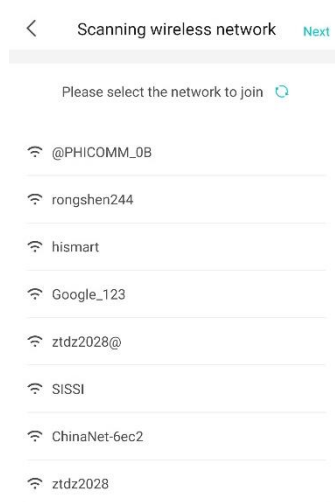 Scanning wireless network
Next
Please select the network to join
@PHICOMM_0B
rongshen244
hismart
Google_123
ztdz2028@
SISSI
ChinaNet-6ec2
ztdz2028